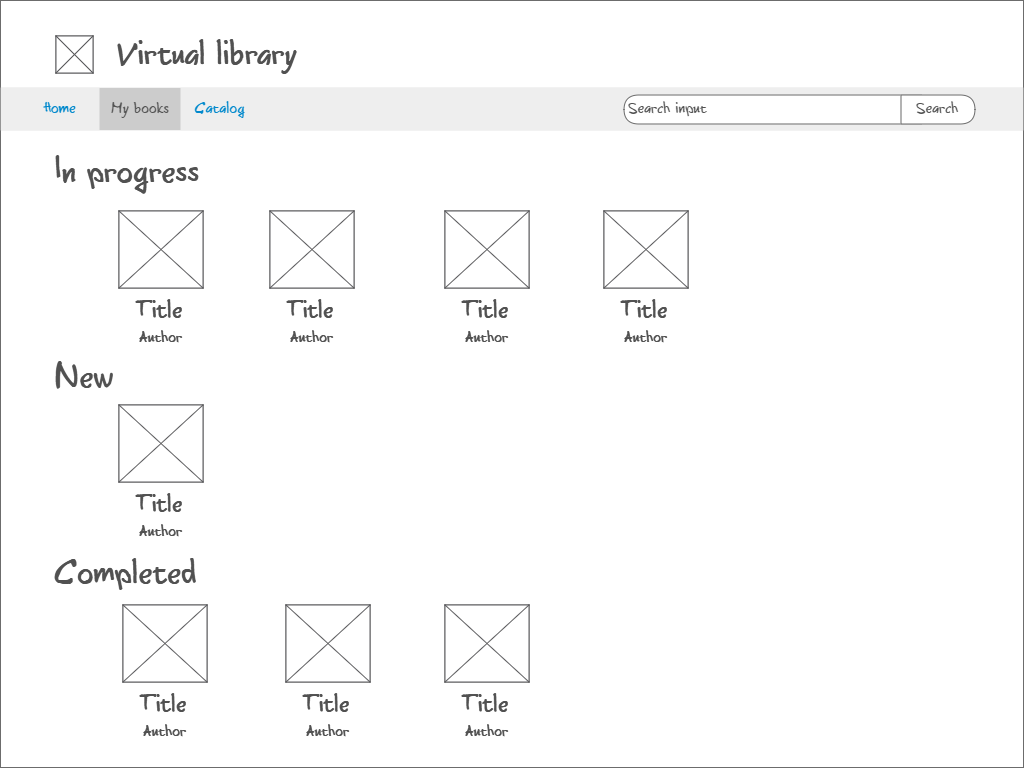 Virtual library
Home My books Catalog Search input Search
In progress
Title Title Title Title
Author Author Author Author
New
Title
Author
Completed
Title Title Title
Author Author Author